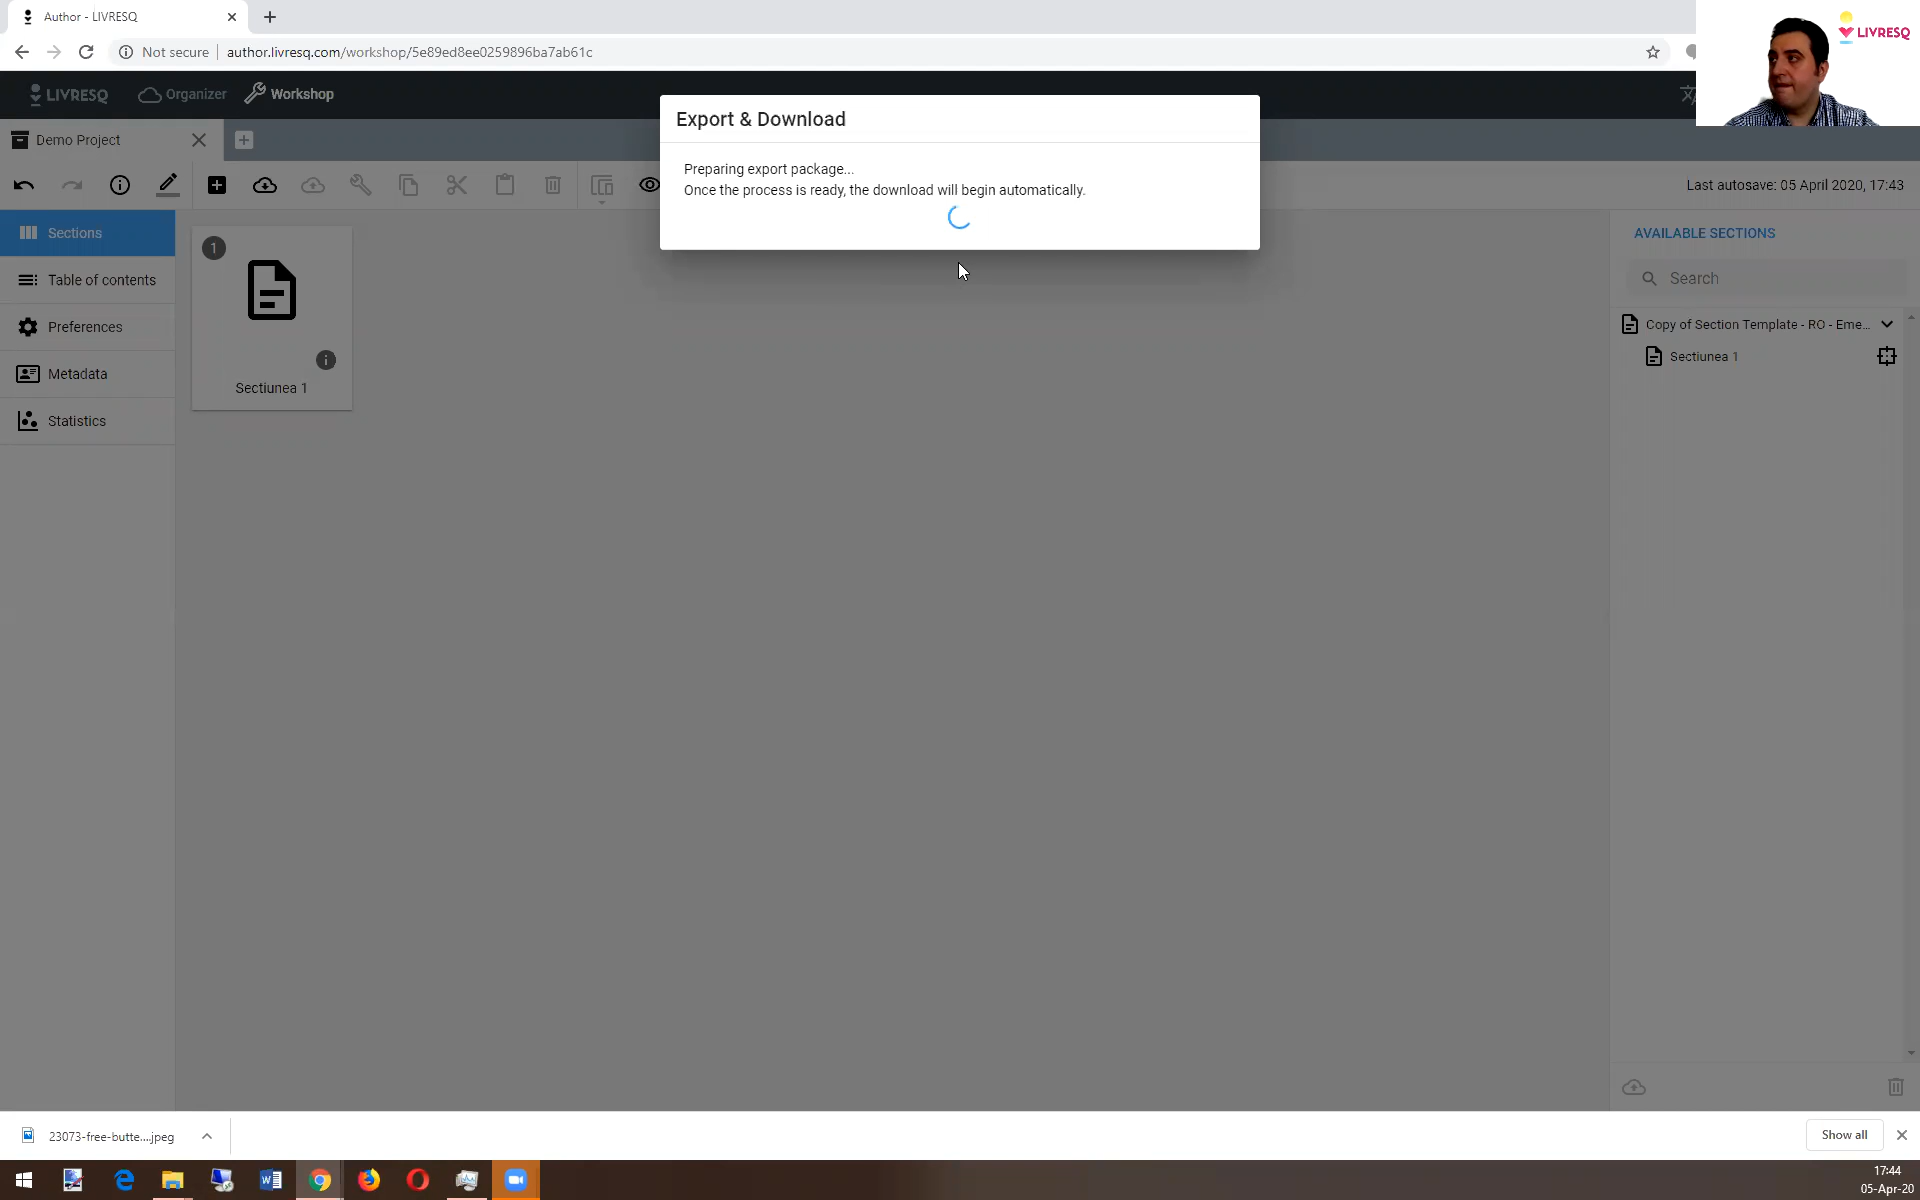 Author - LIVRESQ
Not secure
author.livresq.com/workshop/5e89ed8ee0259896ba7ab61c
LIVRESQ
LIVRESQ
Organizer
Workshop
Export & Download
Demo Project
Preparing export package...
Once the process is ready, the download will begin automatically.
Last autosave: 05 April 2020, 17:43
Sections
Table of contents
Preferences
Metadata
Statistics
1
Sectiunea 1
AVAILABLE SECTIONS
Search
Copy of Section Template - RO - Eme...
Sectiunea 1
23073-free-butte....jpeg
Show all
17:44
05-Apr-20